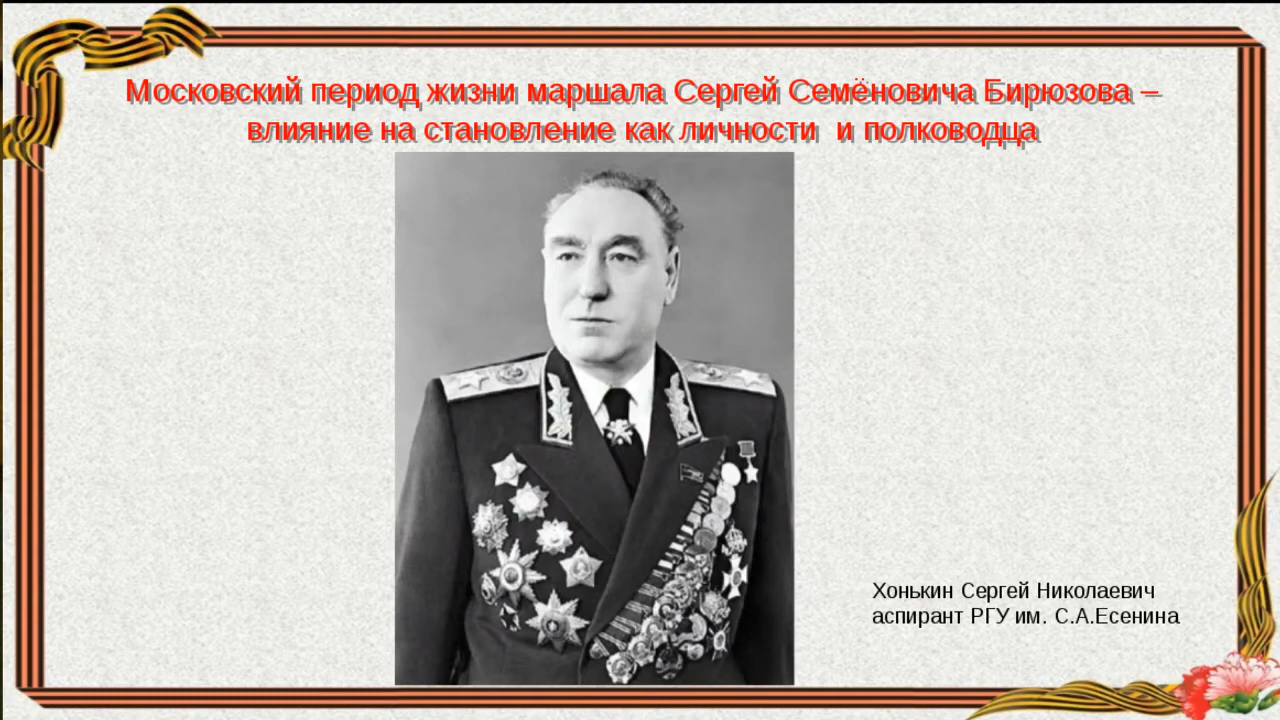 Московский период жизни маршала Сергей Семёновича Бирюзова –
влияние на становление как личности и полководца
Хонькин Сергей Николаевич
аспирант РГУ им. С.А.Есенина